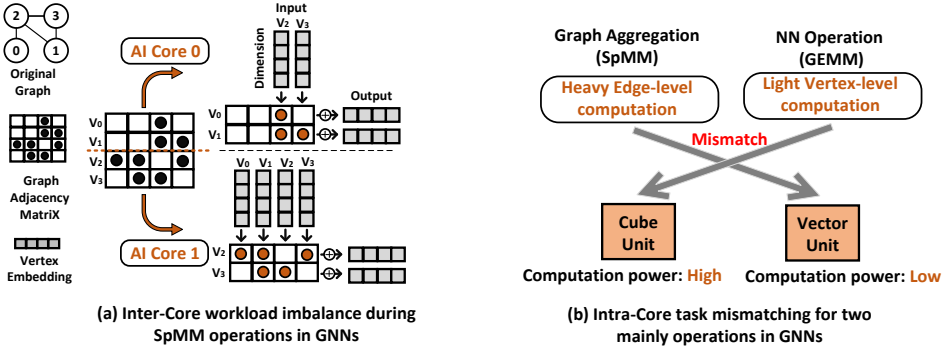 2
3
0
1
Original
Graph
Graph
Adjacency
MatriX
Vertex
Embedding
AI Core 0
V0
V1
V2
V3
AI Core 1
Input
V2 V3
Dimension
Output
V0
V1
V0 V1 V2 V3
V2
V3
(a) Inter-Core workload imbalance during
SpMM operations in GNNs
Graph Aggregation
(SpMM)
NN Operation
(GEMM)
Heavy Edge-level
computation
Light Vertex-level
computation
Mismatch
Cube
Unit
Vector
Unit
Computation power: High
Computation power: Low
(b) Intra-Core task mismatching for two
mainly operations in GNNs